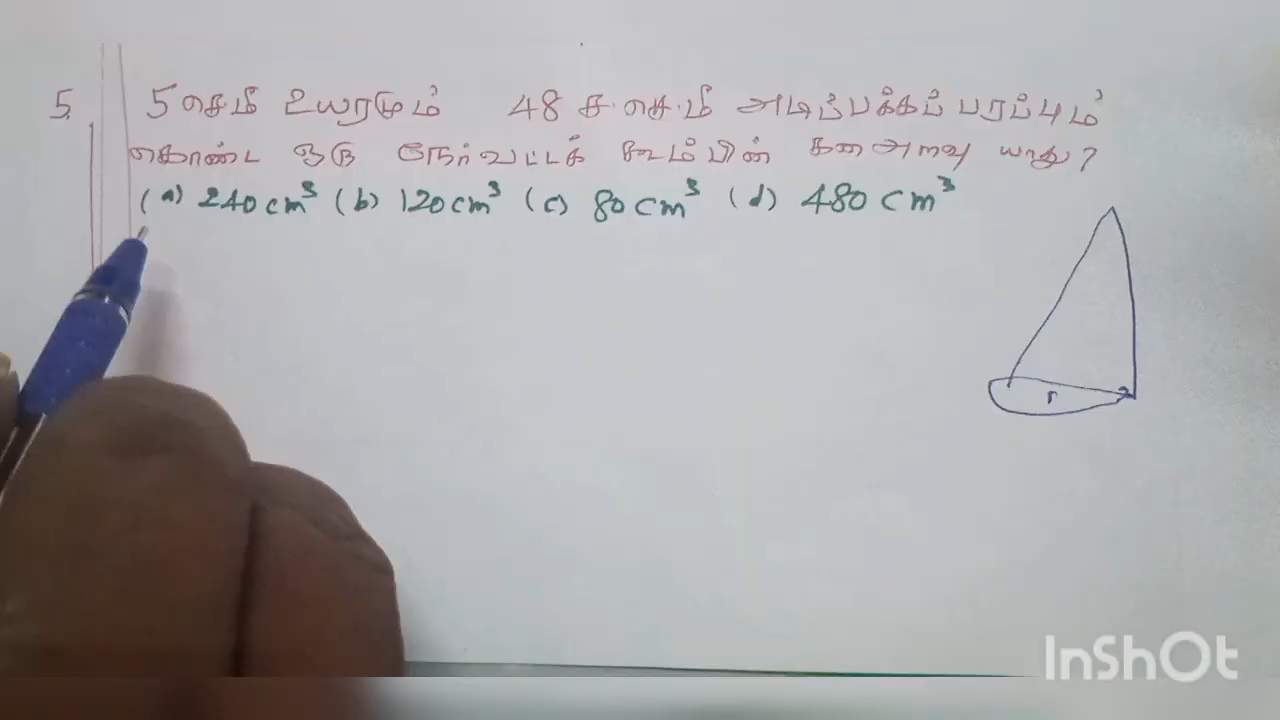 5. 5 செ.மீ உயரமும் 48 ச.செ.மீ அடிப்பக்கப் பரப்பும்
கொண்ட ஒரு நேர்வட்டக் கூம்பின் கனஅளவு யாது?
(a) 240 cm³ (b) 120 cm³ (c) 80 cm³ (d) 480 cm³
r
InShOt